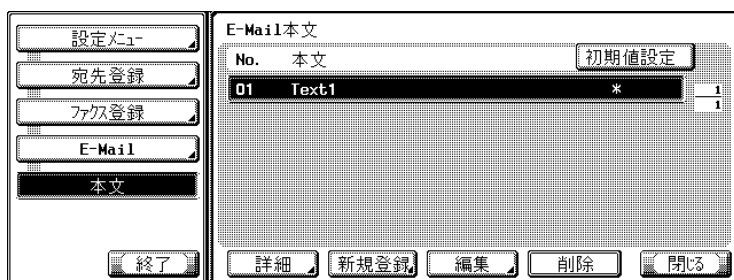 設定メニュー
宛先登録
ファクス登録
E-Mail
本文
終了
E-Mail本文
No. 本文 初期値設定
01 Text1 *
1
1
詳細 新規登録 編集 削除 閉じる